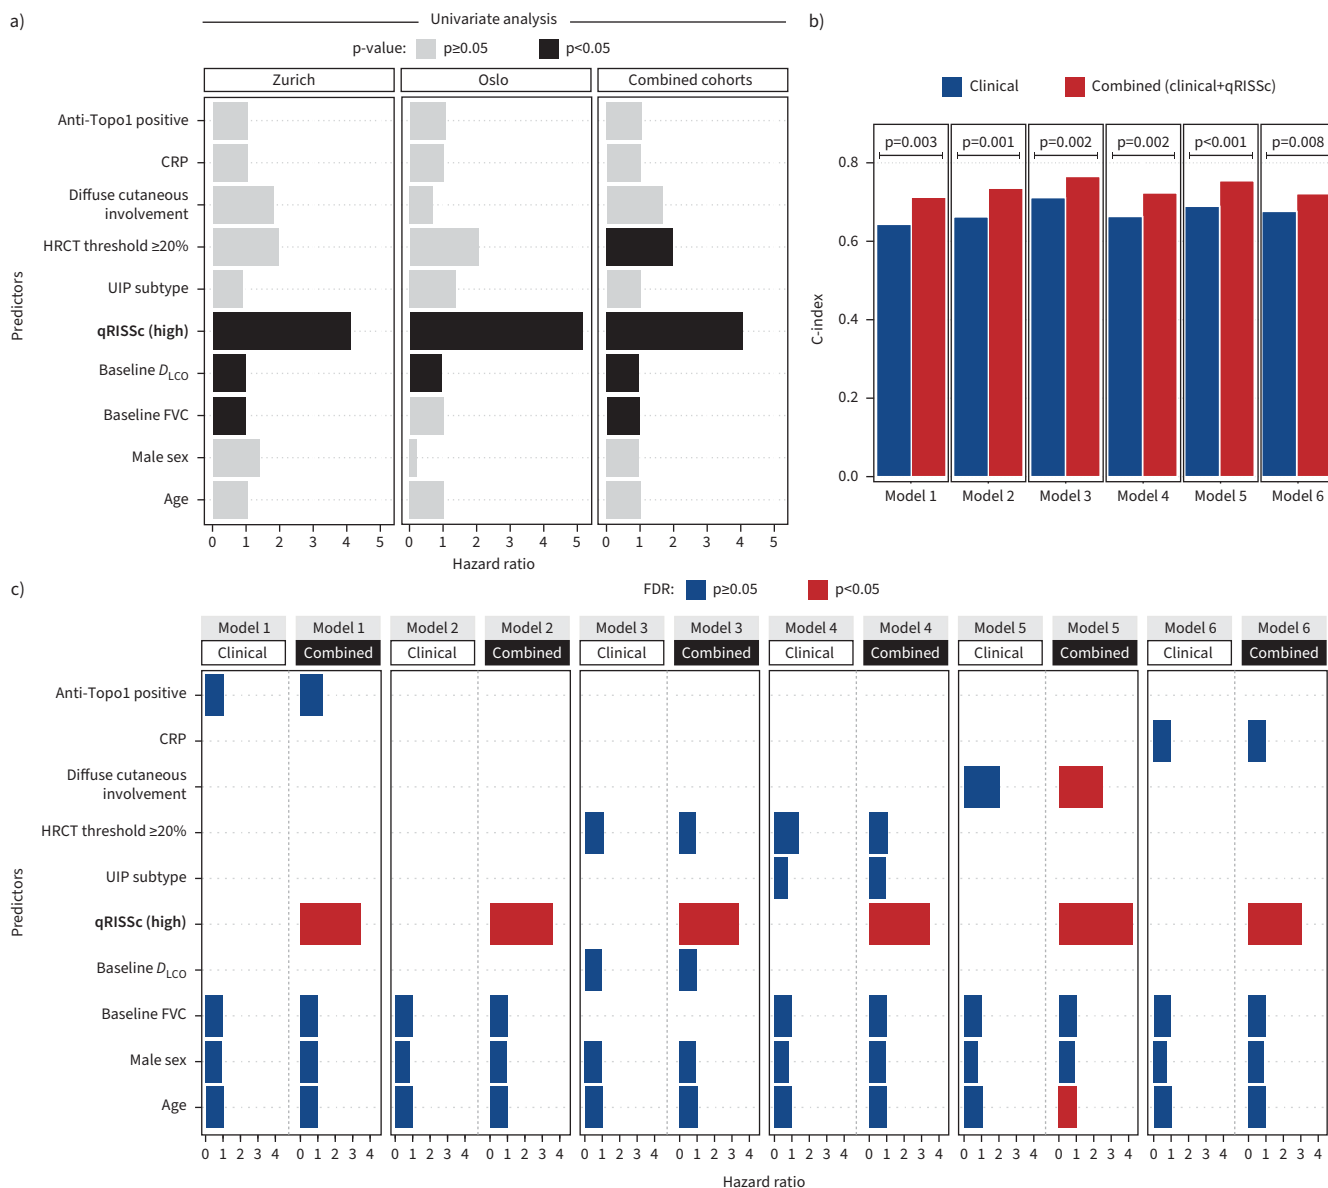 a)
Univariate analysis
p-value: p≥0.05 p<0.05
Zurich Oslo Combined cohorts
Predictors
Anti-Topo1 positive
CRP
Diffuse cutaneous
involvement
HRCT threshold ≥20%
UIP subtype
qRISSc (high)
Baseline DLCO
Baseline FVC
Male sex
Age
0 1 2 3 4 5 0 1 2 3 4 5 0 1 2 3 4 5
Hazard ratio
b)
Clinical Combined (clinical+qRISSc)
p=0.003 p=0.001 p=0.002 p=0.002 p<0.001 p=0.008
C-index
0.8
0.6
0.4
0.2
0.0
Model 1 Model 2 Model 3 Model 4 Model 5 Model 6
c)
FDR: p≥0.05 p<0.05
Model 1 Model 1 Model 2 Model 2 Model 3 Model 3 Model 4 Model 4 Model 5 Model 5 Model 6 Model 6
Clinical Combined Clinical Combined Clinical Combined Clinical Combined Clinical Combined Clinical Combined
Predictors
Anti-Topo1 positive
CRP
Diffuse cutaneous
involvement
HRCT threshold ≥20%
UIP subtype
qRISSc (high)
Baseline DLCO
Baseline FVC
Male sex
Age
0 1 2 3 4 0 1 2 3 4 0 1 2 3 4 0 1 2 3 4 0 1 2 3 4 0 1 2 3 4 0 1 2 3 4 0 1 2 3 4 0 1 2 3 4 0 1 2 3 4 0 1 2 3 4 0 1 2 3 4
Hazard ratio